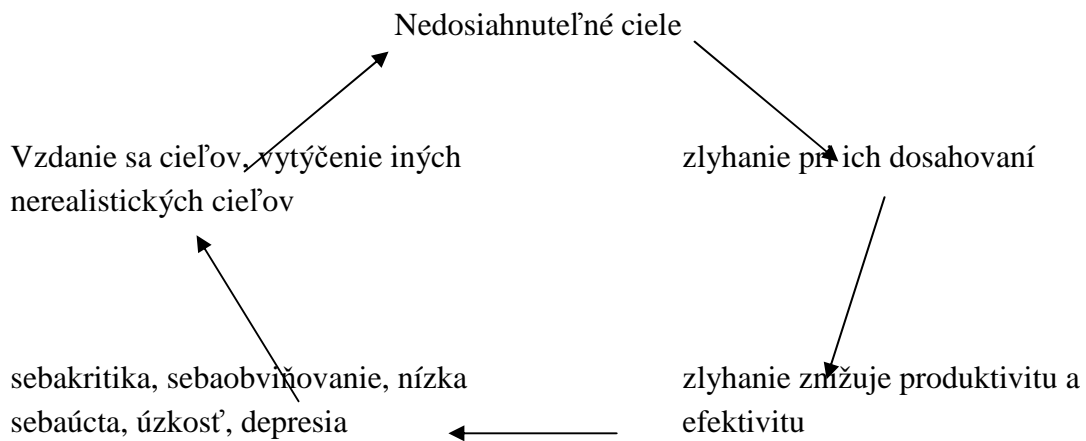 Nedosiahnuteľné ciele
Vzdanie sa cieľov, vytýčenie iných
nerealistických cieľov
zlyhanie pri ich dosahovaní
sebakritika, sebaobviňovanie, nízka
sebaúcta, úzkosť, depresia
zlyhanie znižuje produktivitu a
efektivitu